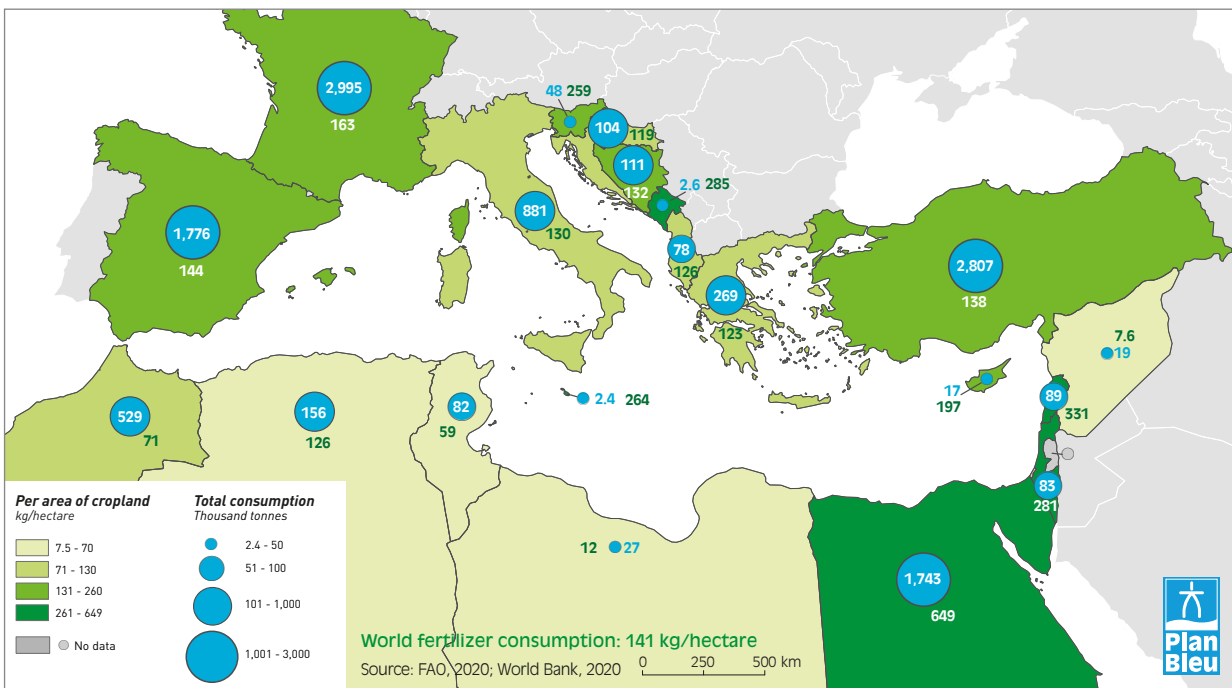 2,995
163
48 259
104
119
111
132
2.6 285
1,776
144
881
130
78
126
269
123
2,807
138
7.6
19
17
197
89
331
2.4 264
529
71
156
126
82
59
83
281
12 27
1,743
649
Per area of cropland
kg/hectare
7.5 - 70
71 - 130
131 - 260
261 - 649
No data
Total consumption
Thousand tonnes
2.4 - 50
51 - 100
101 - 1,000
1,001 - 3,000
World fertilizer consumption: 141 kg/hectare
Source: FAO, 2020; World Bank, 2020
0 250 500 km
Plan
Bleu